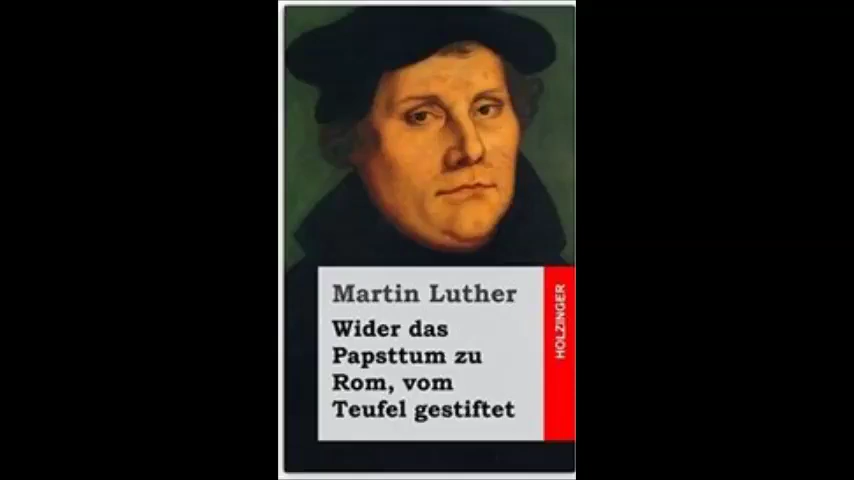 Martin Luther
Wider das
Papsttum zu
Rom, vom
Teufel gestiftet
HOLZINGER